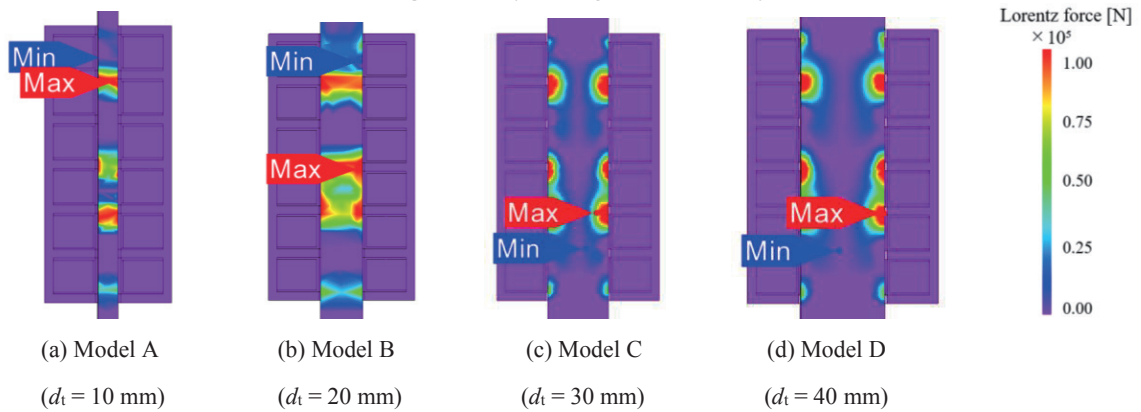 Lorentz force [N]
× 10⁵
1.00
0.75
0.50
0.25
0.00
Min
Max
Min
Max
Max
Min
Max
Min
(a) Model A
(b) Model B
(c) Model C
(d) Model D
(dₜ = 10 mm)
(dₜ = 20 mm)
(dₜ = 30 mm)
(dₜ = 40 mm)